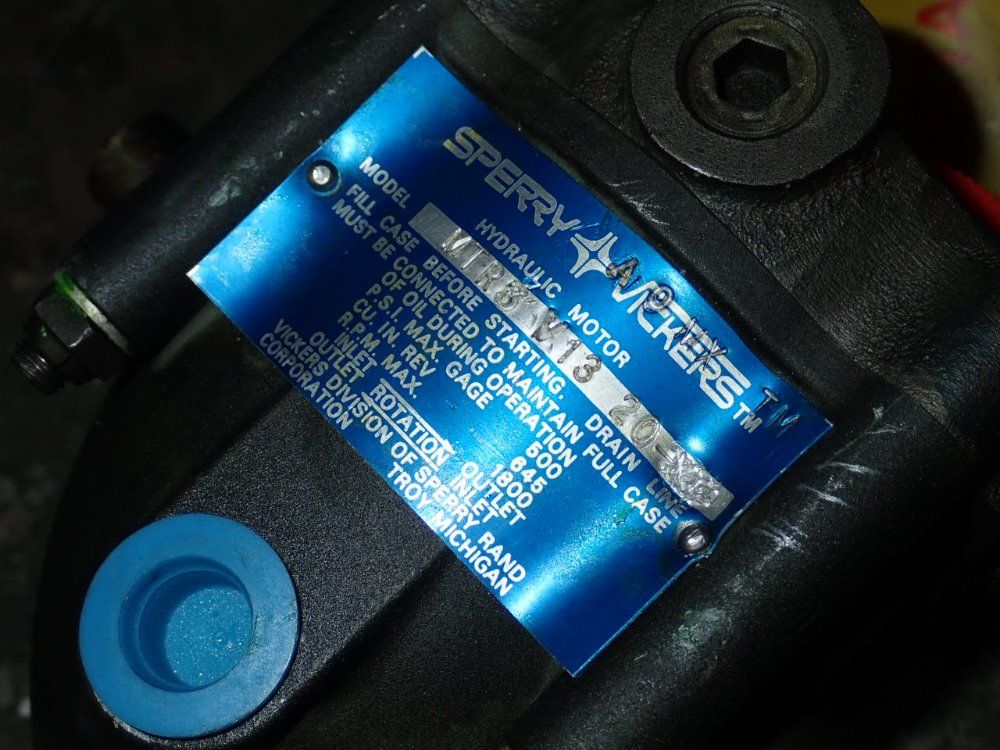 SPERRY VICKERS TM
HYDRAULIC MOTOR
MODEL MTR3 W13 20-
FILL CASE BEFORE STARTING. DRAIN LINE
MUST BE CONNECTED TO MAINTAIN FULL CASE
OF OIL DURING OPERATION
P.S.I. MAX. GAGE 500
CU. IN. REV 645
R.P.M. MAX. 1800
INLET ROTATION OUTLET
OUTLET INLET
VICKERS DIVISION OF SPERRY RAND
CORPORATION TROY MICHIGAN